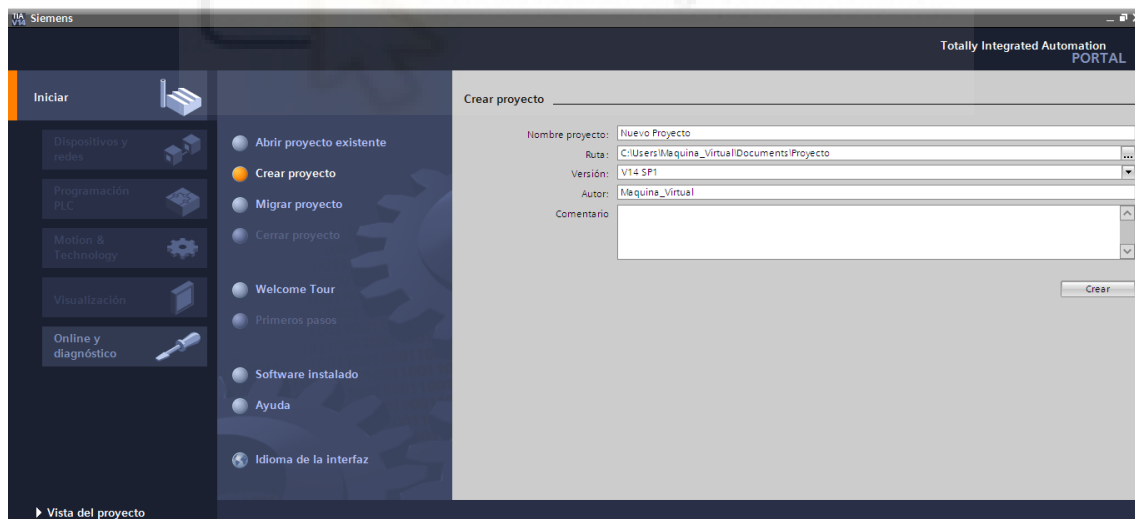 TIA
V14
Siemens
Totally Integrated Automation
PORTAL
Iniciar
Dispositivos y
redes
Programación
PLC
Motion &
Technology
Visualización
Online y
diagnóstico
Vista del proyecto
Abrir proyecto existente
Crear proyecto
Migrar proyecto
Cerrar proyecto
Welcome Tour
Primeros pasos
Software instalado
Ayuda
Idioma de la interfaz
Crear proyecto
Nombre proyecto: Nuevo Proyecto
Ruta: C:\Users\Maquina_Virtual\Documents\Proyecto ...
Versión: V14 SP1
Autor: Maquina_Virtual
Comentario
Crear